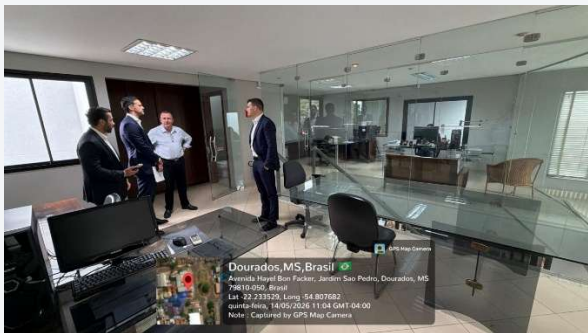 GPS Map Camera
Dourados,MS,Brasil
Avenida Hayel Bon Facker, Jardim Sao Pedro, Dourados, MS
79810-050, Brasil
Lat -22.233529, Long -54.807682
quinta-feira, 14/05/2026 11:04 GMT-04:00
Note : Captured by GPS Map Camera